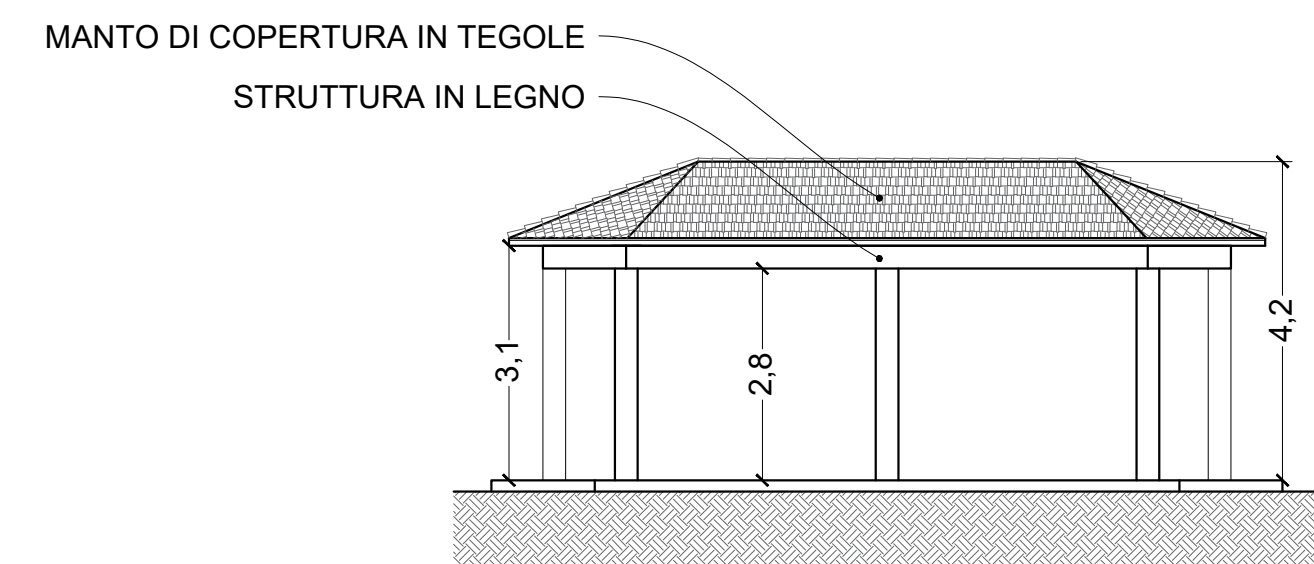 MANTO DI COPERTURA IN TEGOLE
STRUTTURA IN LEGNO
3,1
2,8
4,2